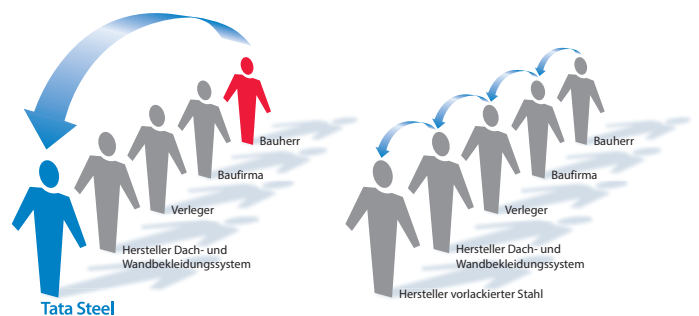 Bauherr
Baufirma
Verleger
Hersteller Dach- und
Wandbekleidungssystem
Tata Steel
Bauherr
Baufirma
Verleger
Hersteller Dach- und
Wandbekleidungssystem
Hersteller vorlackierter Stahl